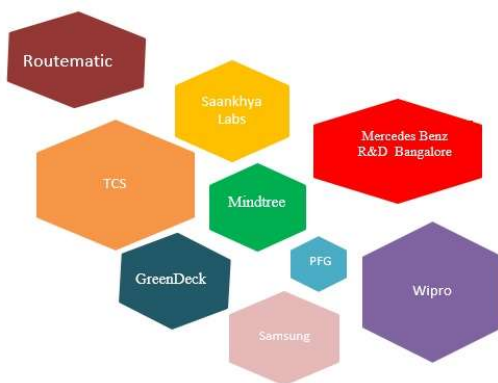 Routematic
Saankhya
Labs
Mercedes Benz
R&D Bangalore
TCS
Mindtree
PFG
GreenDeck
Wipro
Samsung